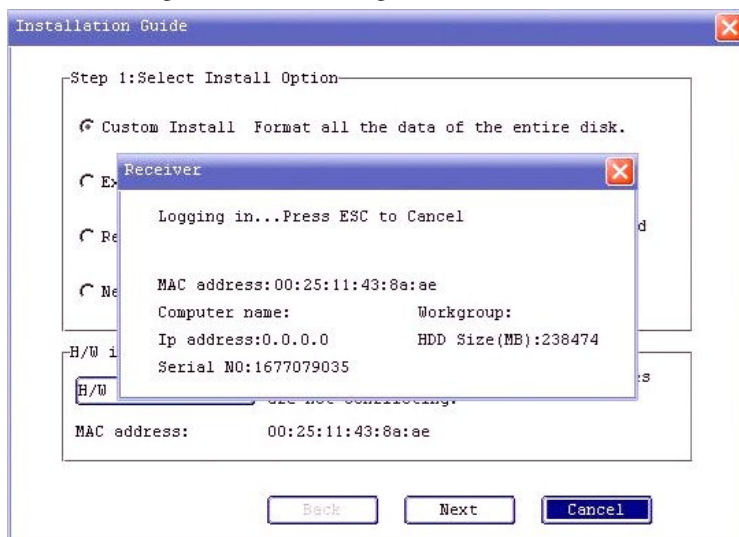 Installation Guide
Step 1:Select Install Option
Custom Install Format all the data of the entire disk.
Receiver
Logging in...Press ESC to Cancel
MAC address:00:25:11:43:8a:ae
Computer name: Workgroup:
Ip address:0.0.0.0 HDD Size(MB):238474
Serial NO:1677079035
H/W
MAC address: 00:25:11:43:8a:ae
Back Next Cancel